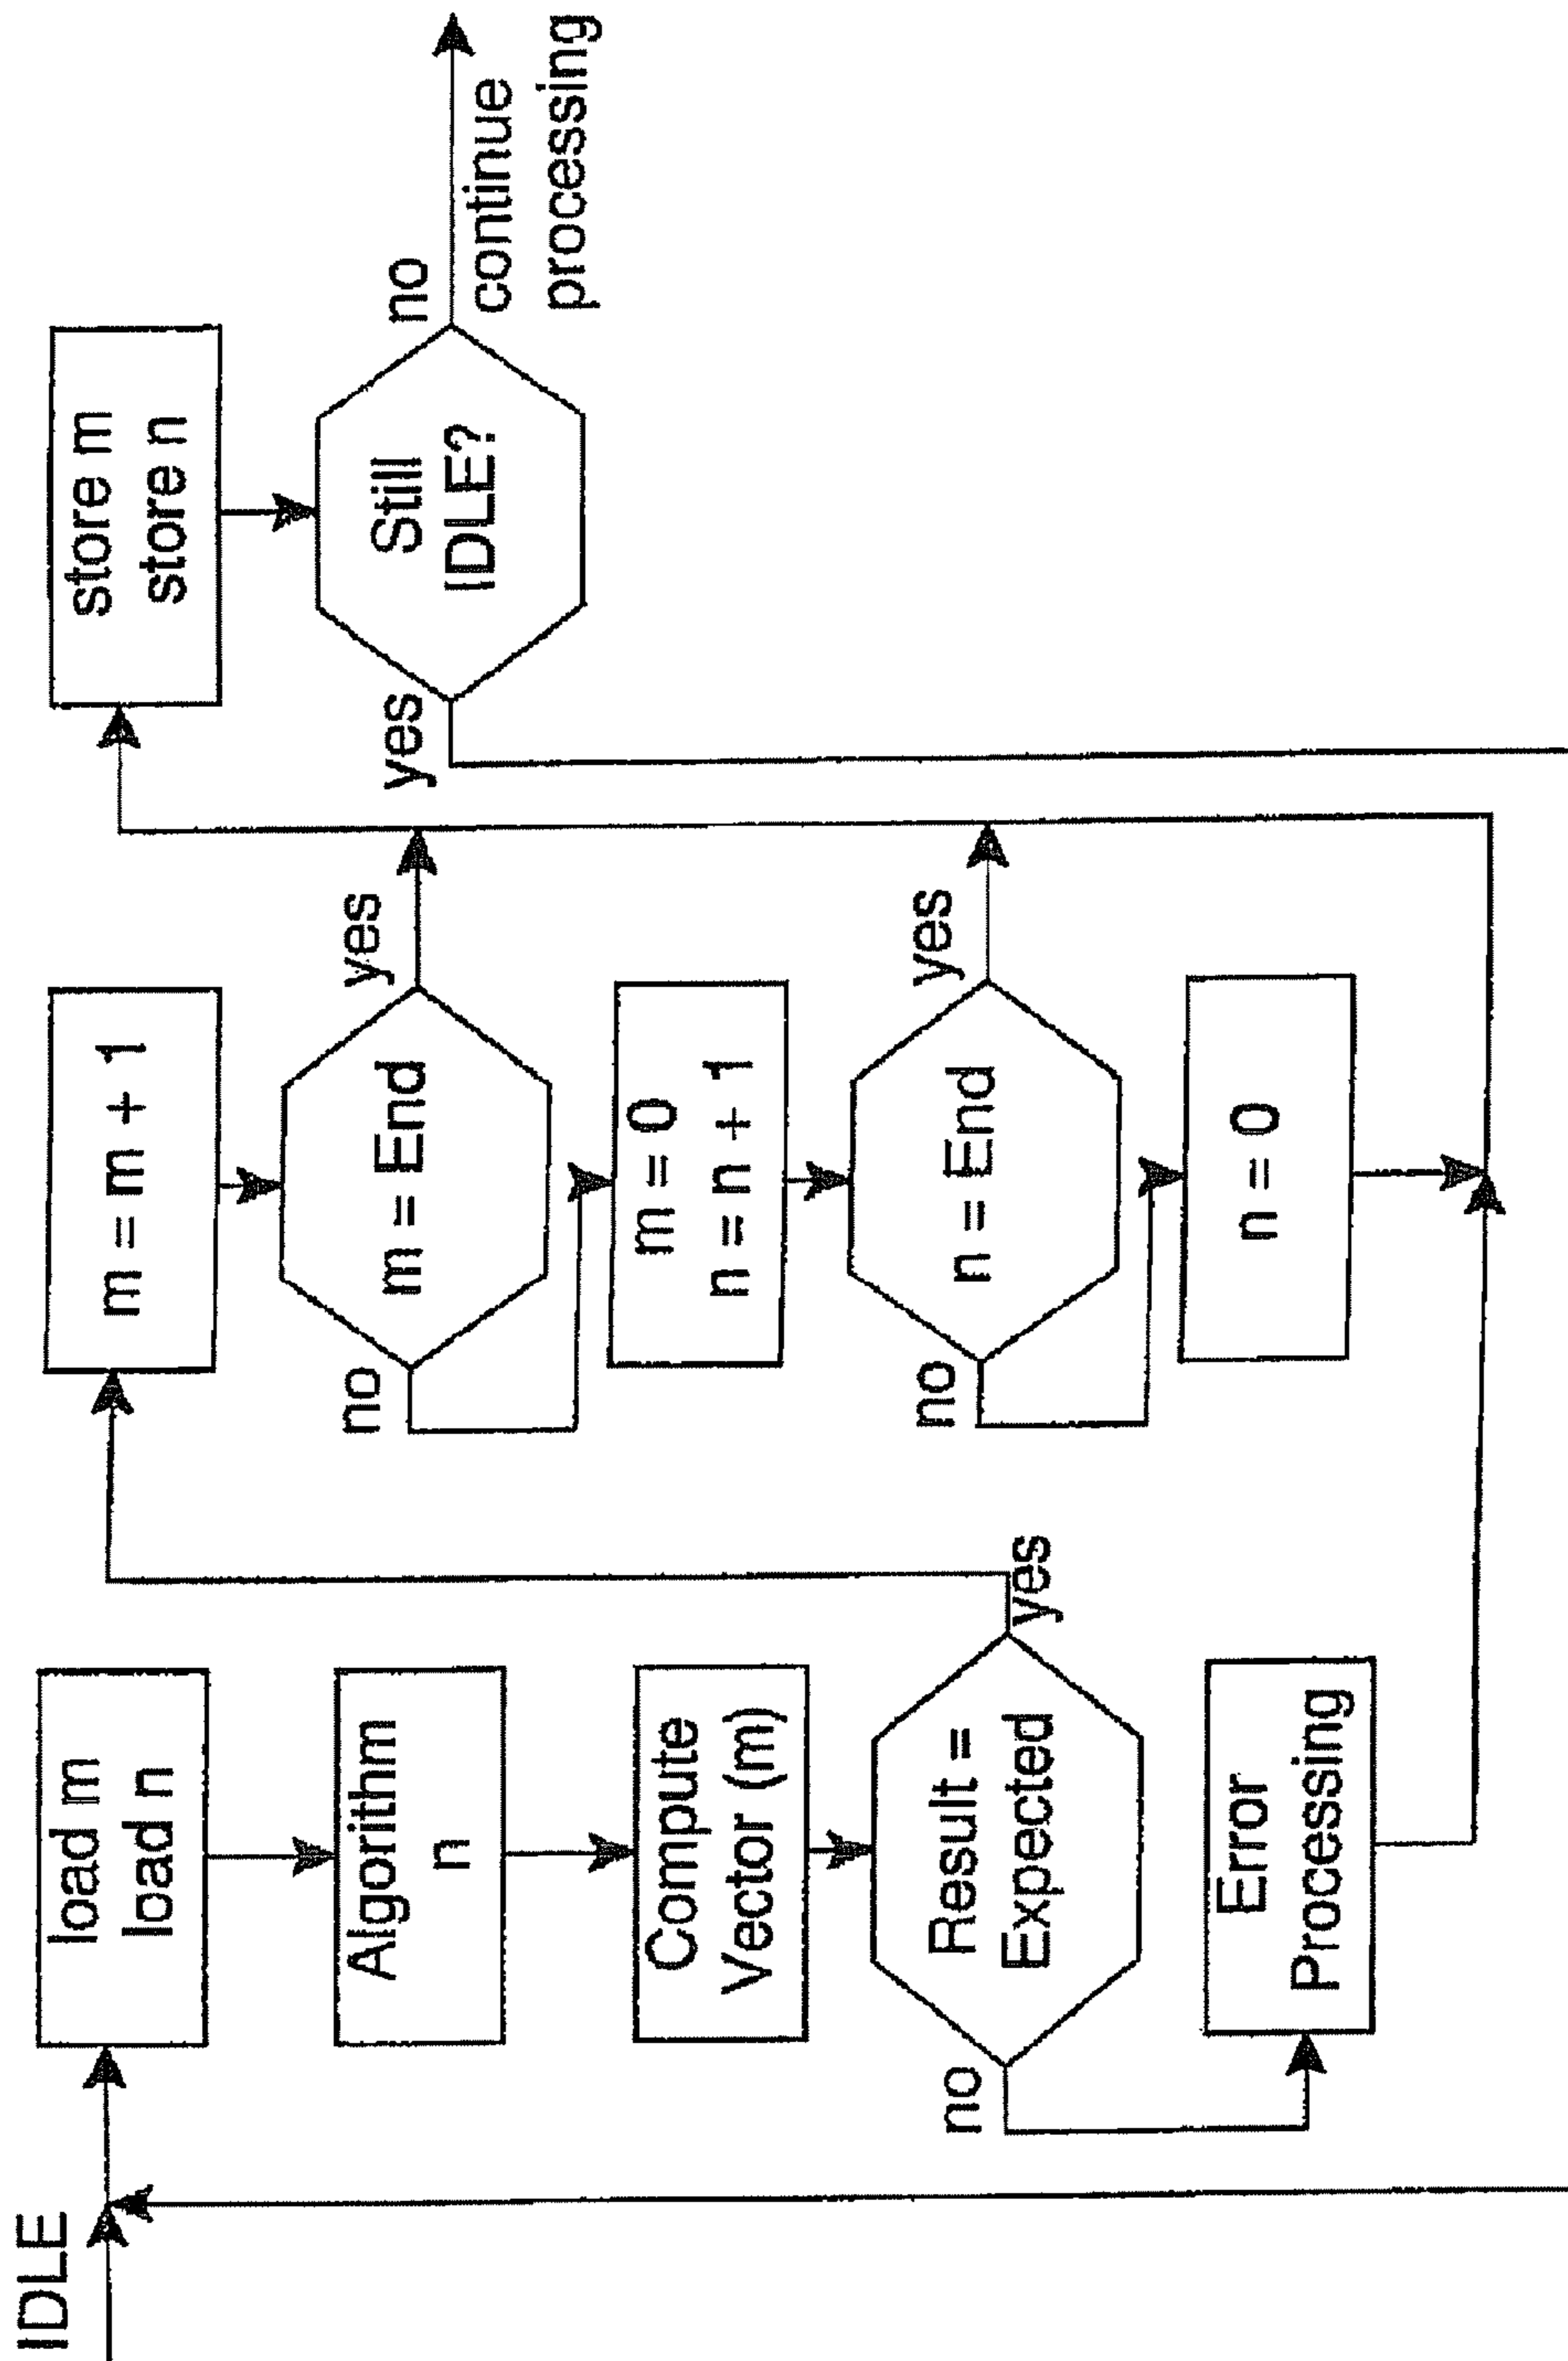 IDLE
load m
load n
Algorithm
n
Compute
Vector (m)
Result =
Expected
no
yes
Error
Processing
m = m + 1
m = End
no
yes
m = 0
n = n + 1
n = End
no
yes
n = 0
store m
store n
Still
IDLE?
yes
no
continue
processing